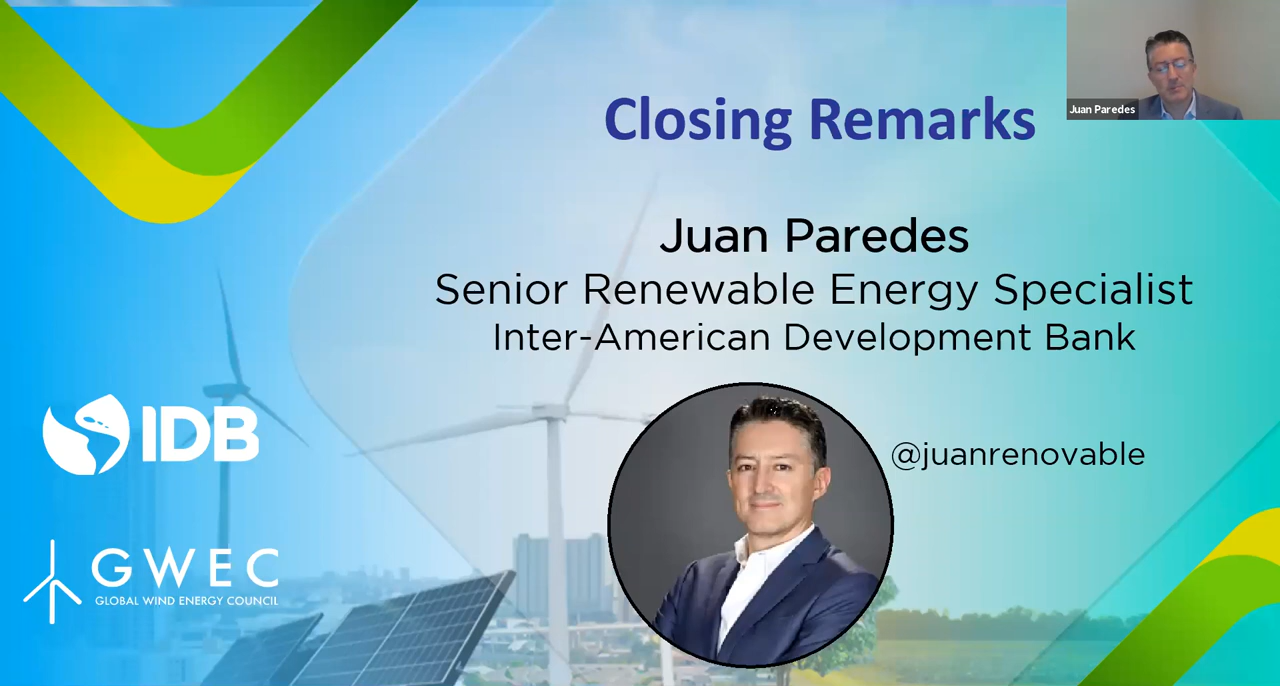 Closing Remarks
Juan Paredes
Juan Paredes
Senior Renewable Energy Specialist
Inter-American Development Bank
@juanrenovable
IDB
GWEC
GLOBAL WIND ENERGY COUNCIL